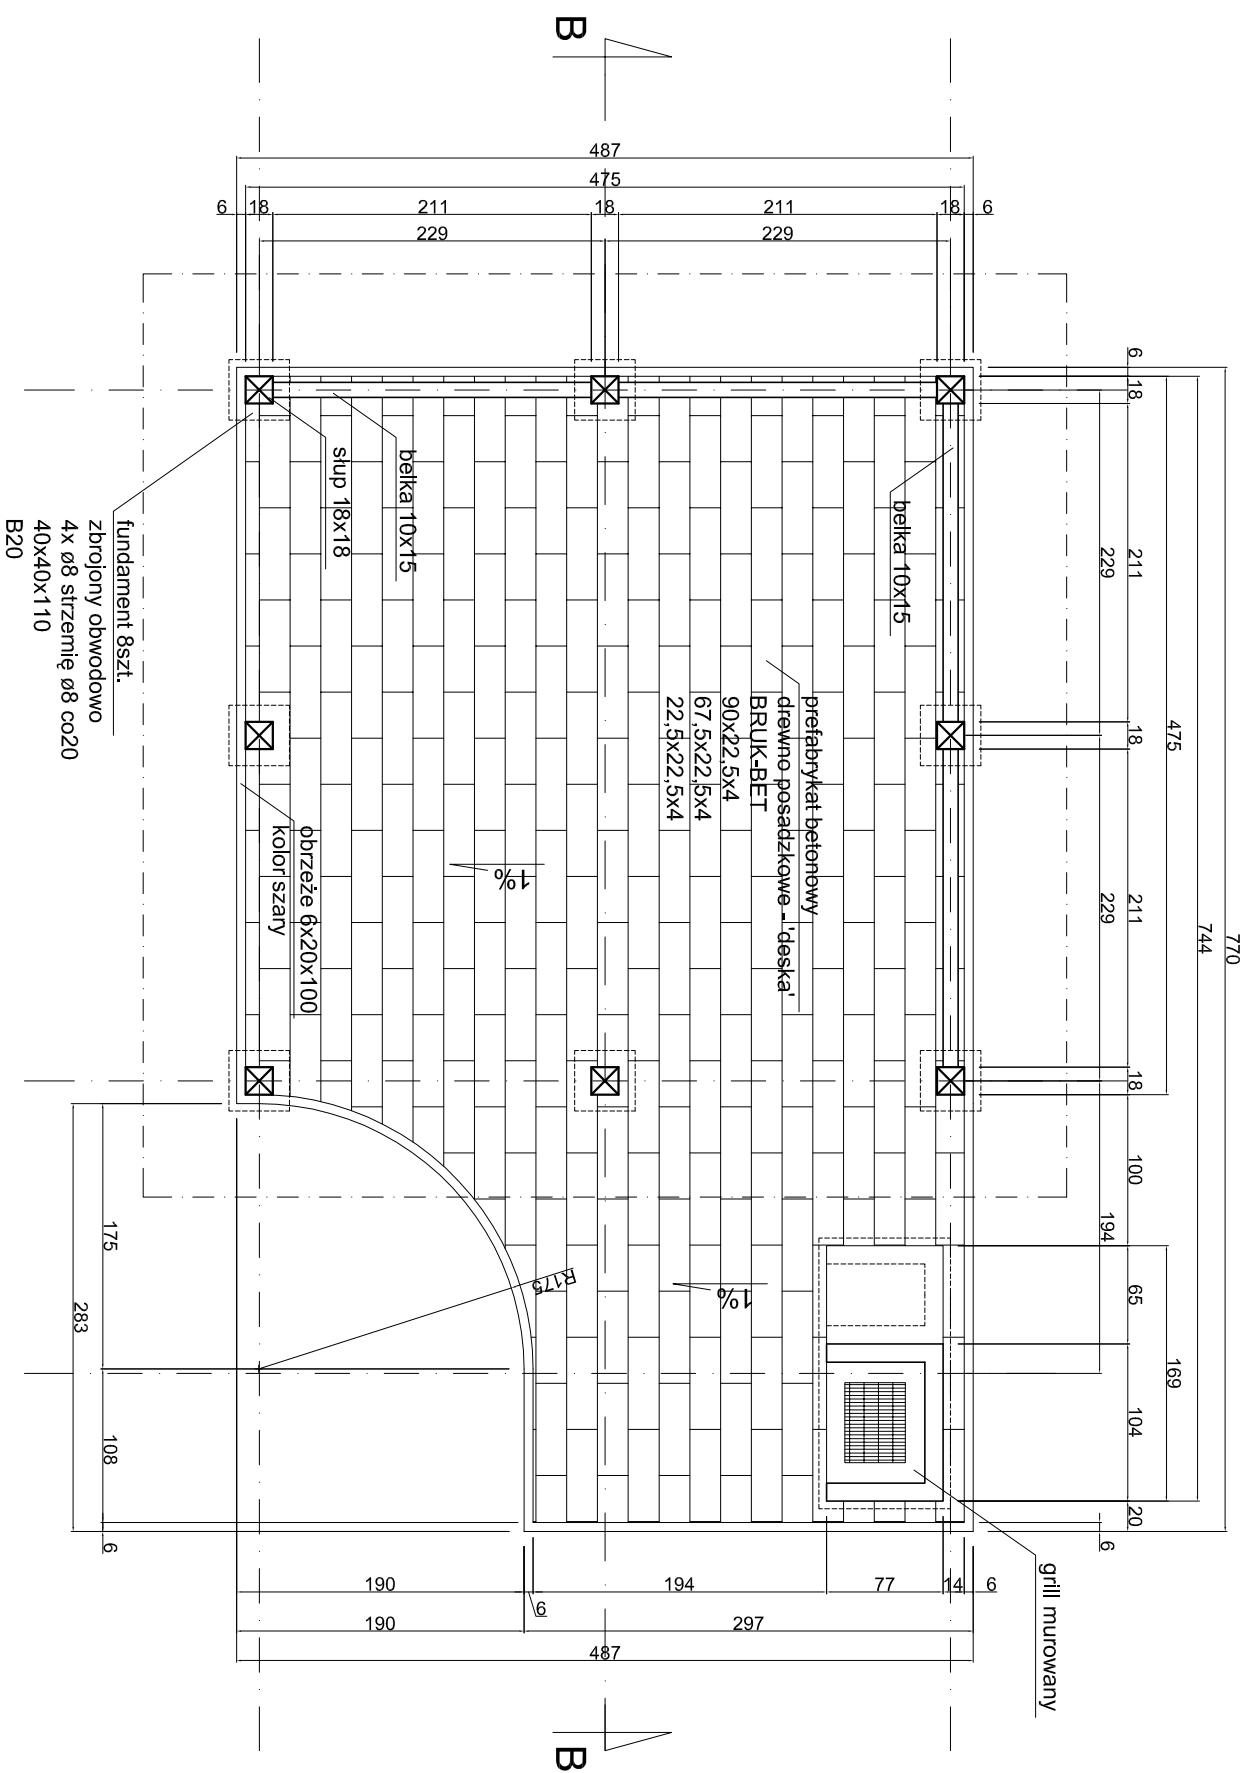 B
487
475
6
18
211
18
211
18
6
229
229
6
18
211
229
18
475
211
229
744
770
18
100
194
65
169
104
20
6
belka 10x15
belka 10x15
słup 18x18
fundament 8szt.
zbrojony obwodowo
4x ø8 strzemię ø8 co20
40x40x110
B20
prefabrykat betonowy
drewno posadzkowe - 'deska'
BRUK-BET
90x22,5x4
67,5x22,5x4
22,5x22,5x4
1%
obrzeże 6x20x100
kolor szary
1%
R175
175
283
108
6
grill murowany
190
6
194
77
14
6
190
297
487
B